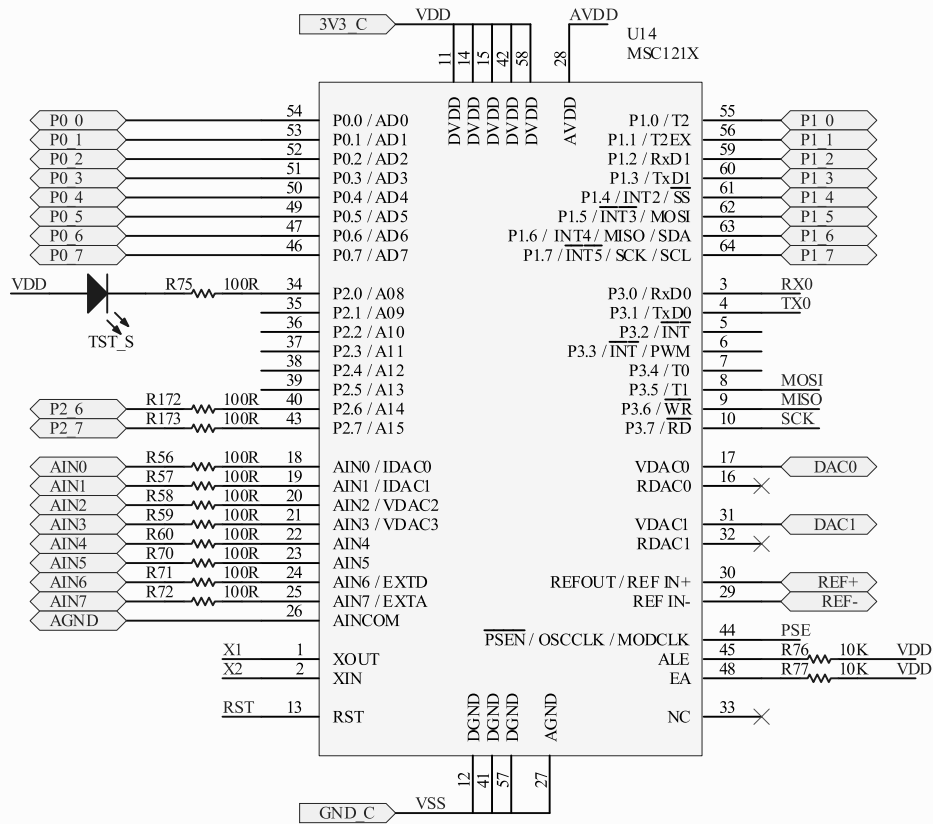 3V3_C VDD AVDD
U14
MSC121X
11 14 15 42 58 28
DVDD DVDD DVDD DVDD DVDD AVDD
P0_0 54 P0.0 / AD0 P1.0 / T2 55 P1_0
P0_1 53 P0.1 / AD1 P1.1 / T2EX 56 P1_1
P0_2 52 P0.2 / AD2 P1.2 / RxD1 59 P1_2
P0_3 51 P0.3 / AD3 P1.3 / TxD1 60 P1_3
P0_4 50 P0.4 / AD4 P1.4 / INT2 / SS 61 P1_4
P0_5 49 P0.5 / AD5 P1.5 / INT3 / MOSI 62 P1_5
P0_6 47 P0.6 / AD6 P1.6 / INT4 / MISO / SDA 63 P1_6
P0_7 46 P0.7 / AD7 P1.7 / INT5 / SCK / SCL 64 P1_7
VDD R75 100R 34 P2.0 / A08 P3.0 / RxD0 3 RX0
35 P2.1 / A09 P3.1 / TxD0 4 TX0
TST_S 36 P2.2 / A10 P3.2 / INT 5
37 P2.3 / A11 P3.3 / INT / PWM 6
38 P2.4 / A12 P3.4 / T0 7
39 P2.5 / A13 P3.5 / T1 8 MOSI
P2_6 R172 100R 40 P2.6 / A14 P3.6 / WR 9 MISO
P2_7 R173 100R 43 P2.7 / A15 P3.7 / RD 10 SCK
AIN0 R56 100R 18 AIN0 / IDAC0 VDAC0 17 DAC0
AIN1 R57 100R 19 AIN1 / IDAC1 RDAC0 16
AIN2 R58 100R 20 AIN2 / VDAC2
AIN3 R59 100R 21 AIN3 / VDAC3 VDAC1 31 DAC1
AIN4 R60 100R 22 AIN4 RDAC1 32
AIN5 R70 100R 23 AIN5
AIN6 R71 100R 24 AIN6 / EXTD REFOUT / REF IN+ 30 REF+
AIN7 R72 100R 25 AIN7 / EXTA REF IN- 29 REF-
AGND 26 AINCOM
PSEN / OSCCLK / MODCLK 44 PSE
X1 1 XOUT ALE 45 R76 10K VDD
X2 2 XIN EA 48 R77 10K VDD
RST 13 RST NC 33
DGND DGND DGND AGND
12 41 57 27
GND_C VSS